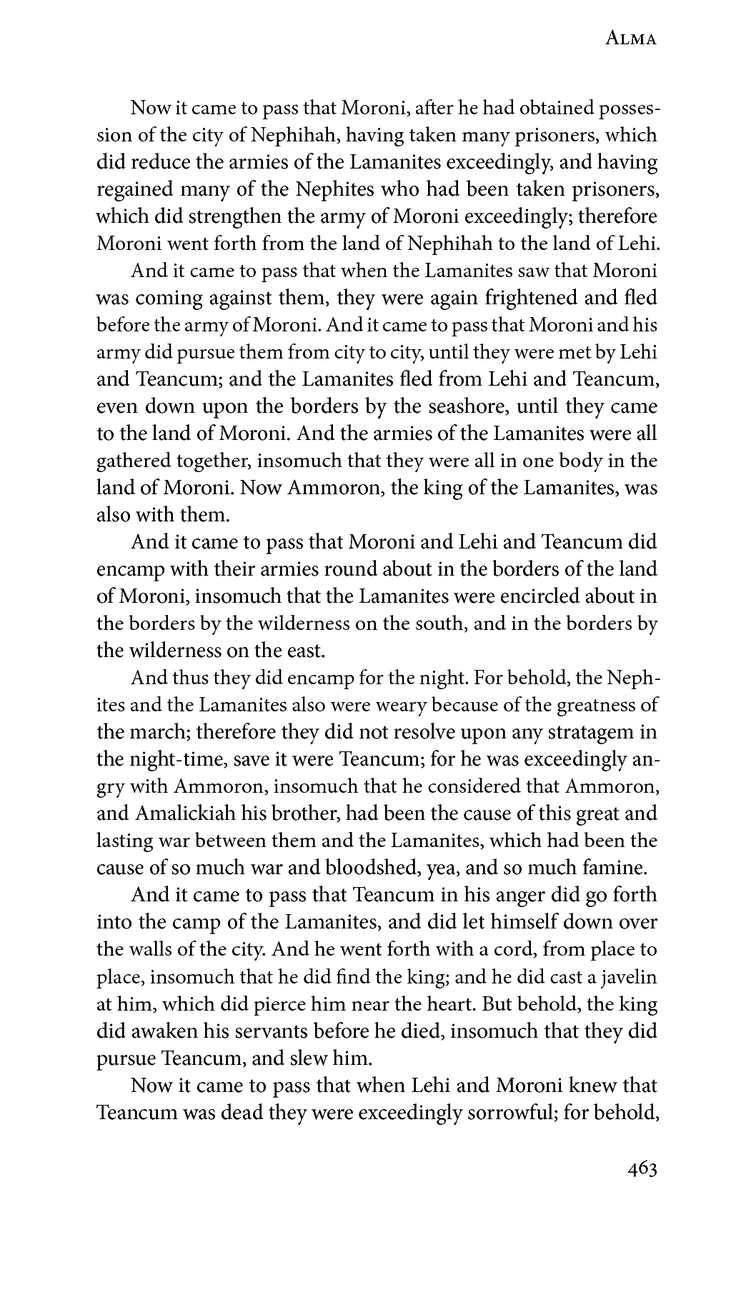 Alma
Now it came to pass that Moroni, after he had obtained posses-
sion of the city of Nephihah, having taken many prisoners, which
did reduce the armies of the Lamanites exceedingly, and having
regained many of the Nephites who had been taken prisoners,
which did strengthen the army of Moroni exceedingly; therefore
Moroni went forth from the land of Nephihah to the land of Lehi.
And it came to pass that when the Lamanites saw that Moroni
was coming against them, they were again frightened and fled
before the army of Moroni. And it came to pass that Moroni and his
army did pursue them from city to city, until they were met by Lehi
and Teancum; and the Lamanites fled from Lehi and Teancum,
even down upon the borders by the seashore, until they came
to the land of Moroni. And the armies of the Lamanites were all
gathered together, insomuch that they were all in one body in the
land of Moroni. Now Ammoron, the king of the Lamanites, was
also with them.
And it came to pass that Moroni and Lehi and Teancum did
encamp with their armies round about in the borders of the land
of Moroni, insomuch that the Lamanites were encircled about in
the borders by the wilderness on the south, and in the borders by
the wilderness on the east.
And thus they did encamp for the night. For behold, the Neph-
ites and the Lamanites also were weary because of the greatness of
the march; therefore they did not resolve upon any stratagem in
the night-time, save it were Teancum; for he was exceedingly an-
gry with Ammoron, insomuch that he considered that Ammoron,
and Amalickiah his brother, had been the cause of this great and
lasting war between them and the Lamanites, which had been the
cause of so much war and bloodshed, yea, and so much famine.
And it came to pass that Teancum in his anger did go forth
into the camp of the Lamanites, and did let himself down over
the walls of the city. And he went forth with a cord, from place to
place, insomuch that he did find the king; and he did cast a javelin
at him, which did pierce him near the heart. But behold, the king
did awaken his servants before he died, insomuch that they did
pursue Teancum, and slew him.
Now it came to pass that when Lehi and Moroni knew that
Teancum was dead they were exceedingly sorrowful; for behold,
463